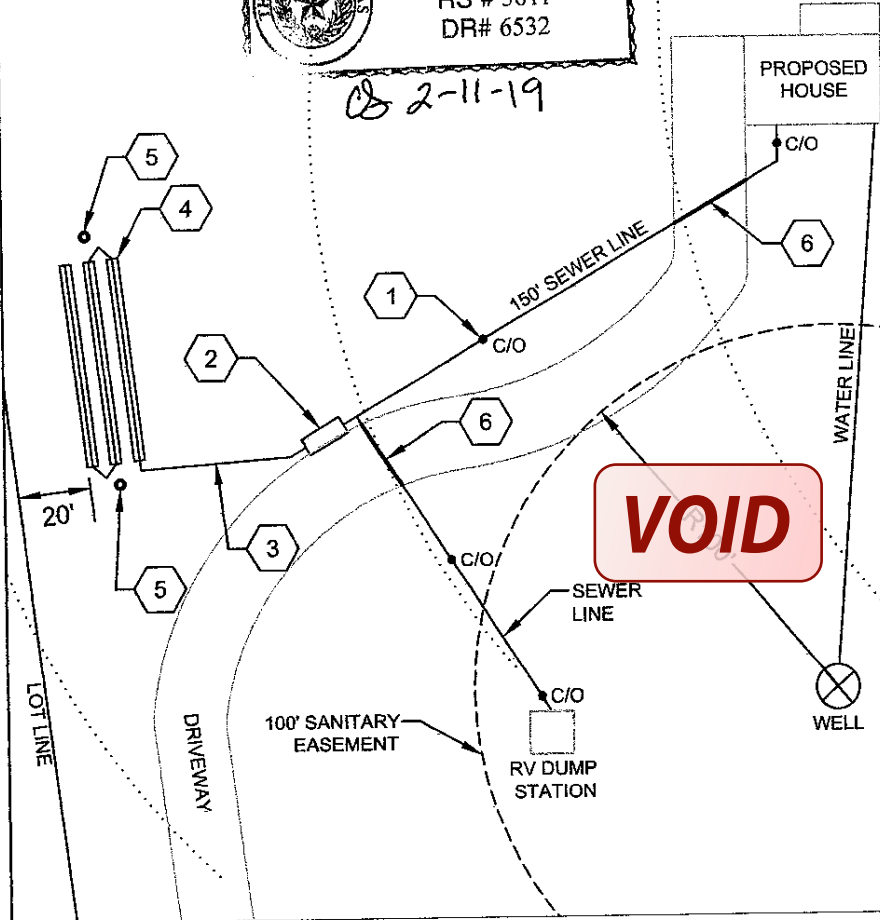 DR# 6532
2-11-19
PROPOSED
HOUSE
C/O
5
4
6
150' SEWER LINE
1
C/O
2
WATER LINE
6
VOID
20'
3
C/O
5
SEWER
LINE
LOT LINE
C/O
DRIVEWAY
100' SANITARY
EASEMENT
WELL
RV DUMP
STATION